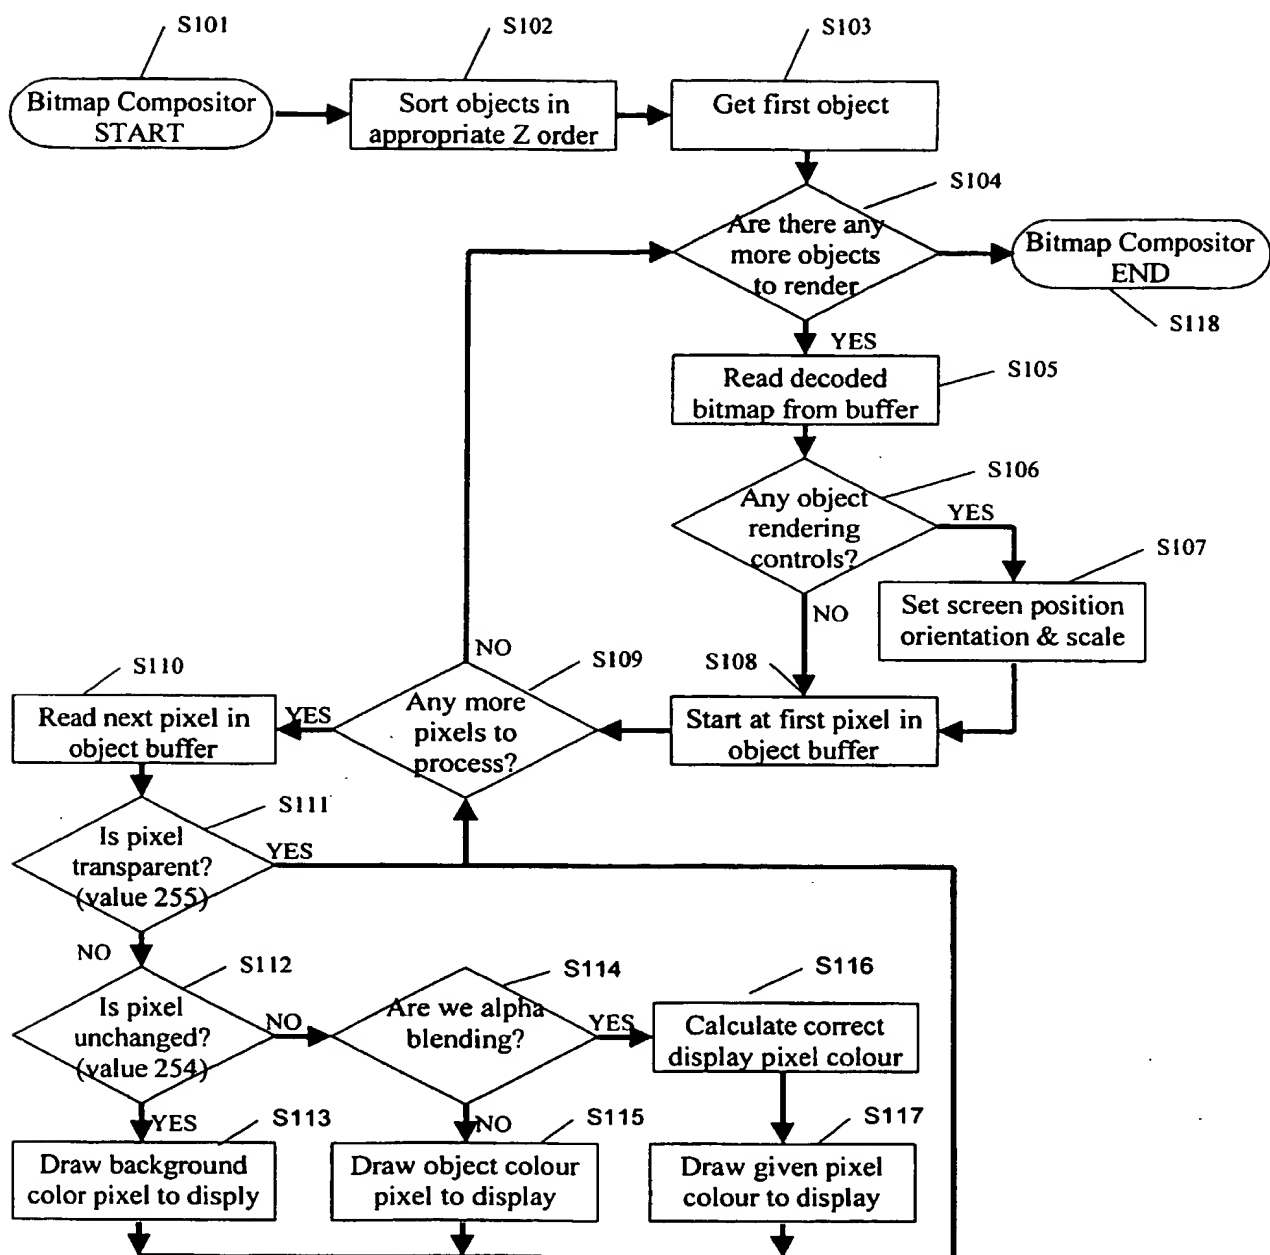 S101
S102
S103
Bitmap Compositor
START
Sort objects in
appropriate Z order
Get first object
S104
Are there any
more objects
to render
Bitmap Compositor
END
S118
YES
Read decoded
bitmap from buffer
S105
Any object
rendering
controls?
S106
YES
S107
Set screen position
orientation & scale
NO
S108
Start at first pixel in
object buffer
NO
S109
Any more
pixels to
process?
YES
S110
Read next pixel in
object buffer
S111
Is pixel
transparent?
(value 255)
YES
NO
S112
Is pixel
unchanged?
(value 254)
NO
S114
Are we alpha
blending?
YES
S116
Calculate correct
display pixel colour
YES
S113
Draw background
color pixel to disply
NO
S115
Draw object colour
pixel to display
S117
Draw given pixel
colour to display